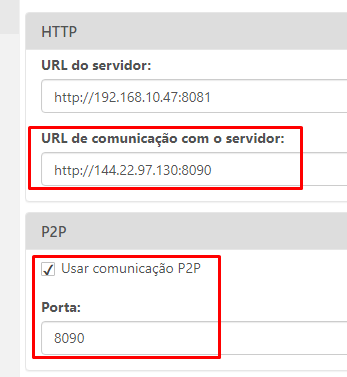 HTTP
URL do servidor:
http://192.168.10.47:8081
URL de comunicação com o servidor:
http://144.22.97.130:8090
P2P
Usar comunicação P2P
Porta:
8090